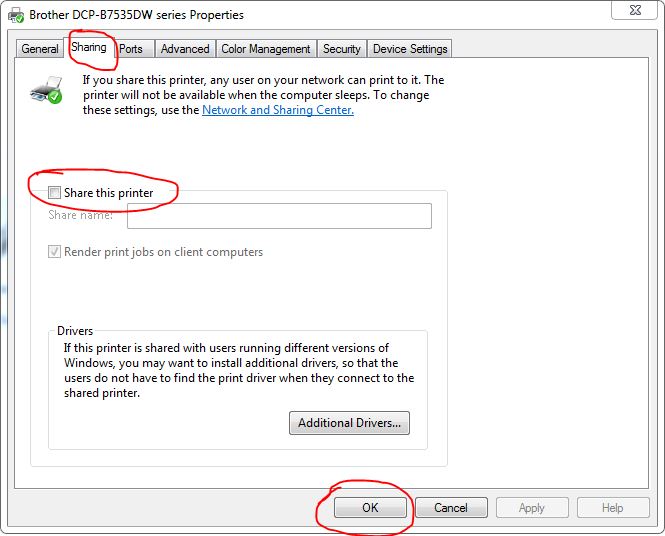 Brother DCP-B7535DW series Properties
General Sharing Ports Advanced Color Management Security Device Settings
If you share this printer, any user on your network can print to it. The
printer will not be available when the computer sleeps. To change
these settings, use the Network and Sharing Center.
Share this printer
Share name:
Render print jobs on client computers
Drivers
If this printer is shared with users running different versions of
Windows, you may want to install additional drivers, so that the
users do not have to find the print driver when they connect to the
shared printer.
Additional Drivers...
OK Cancel Apply Help